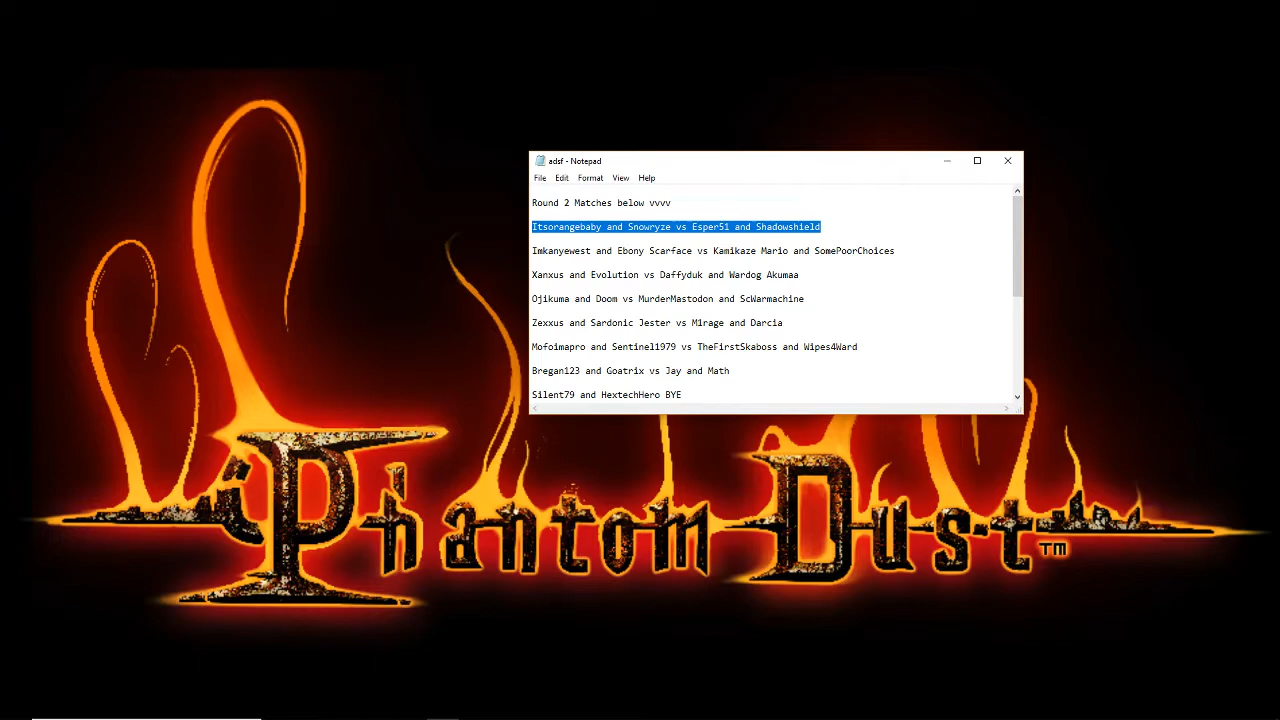 adsf - Notepad
File Edit Format View Help
Round 2 Matches below vvvv
Itsorangebaby and Snowryze vs Esper51 and Shadowshield
Imkanyewest and Ebony Scarface vs Kamikaze Mario and SomePoorChoices
Xanxus and Evolution vs Daffyduk and Wardog Akumaa
Ojikuma and Doom vs MurderMastodon and ScWarmachine
Zexxus and Sardonic Jester vs M1rage and Darcia
Mofoimapro and Sentinel1979 vs TheFirstSkaboss and Wipes4Ward
Bregan123 and Goatrix vs Jay and Math
Silent79 and HextechHero BYE
Phantom Dust™